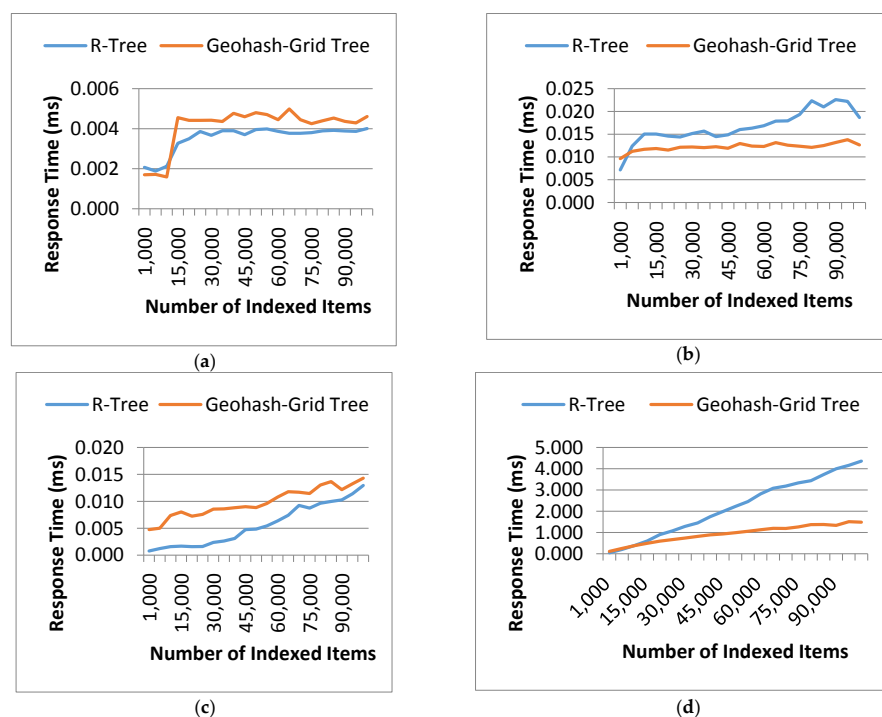 R-Tree Geohash-Grid Tree
Response Time (ms)
0.006
0.004
0.002
0.000
1,000 15,000 30,000 45,000 60,000 75,000 90,000
Number of Indexed Items
(a)
R-Tree Geohash-Grid Tree
Response Time (ms)
0.025
0.020
0.015
0.010
0.005
0.000
1,000 15,000 30,000 45,000 60,000 75,000 90,000
Number of Indexed Items
(b)
R-Tree Geohash-Grid Tree
Response Time (ms)
0.020
0.015
0.010
0.005
0.000
1,000 15,000 30,000 45,000 60,000 75,000 90,000
Number of Indexed Items
(c)
R-Tree Geohash-Grid Tree
Response Time (ms)
5.000
4.000
3.000
2.000
1.000
0.000
1,000 15,000 30,000 45,000 60,000 75,000 90,000
Number of Indexed Items
(d)